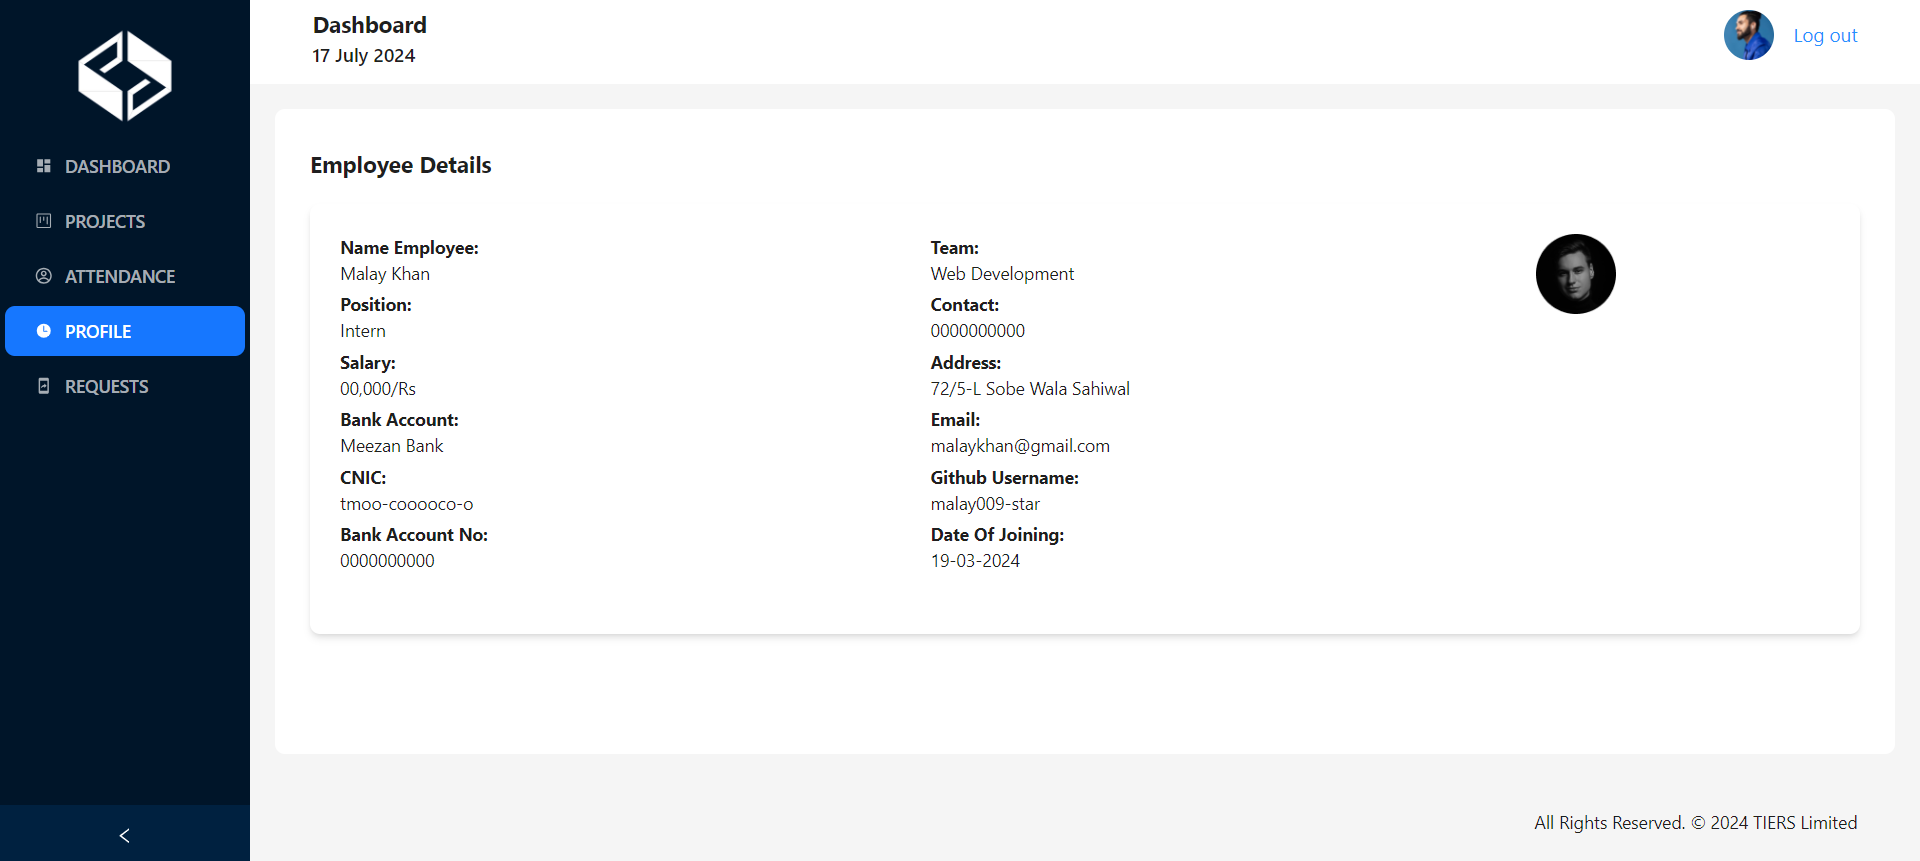 Dashboard
17 July 2024
Log out
DASHBOARD
PROJECTS
ATTENDANCE
PROFILE
REQUESTS
Employee Details
Name Employee:
Malay Khan
Position:
Intern
Salary:
00,000/Rs
Bank Account:
Meezan Bank
CNIC:
tmoo-cooooco-o
Bank Account No:
0000000000
Team:
Web Development
Contact:
0000000000
Address:
72/5-L Sobe Wala Sahiwal
Email:
malaykhan@gmail.com
Github Username:
malay009-star
Date Of Joining:
19-03-2024
All Rights Reserved. © 2024 TIERS Limited